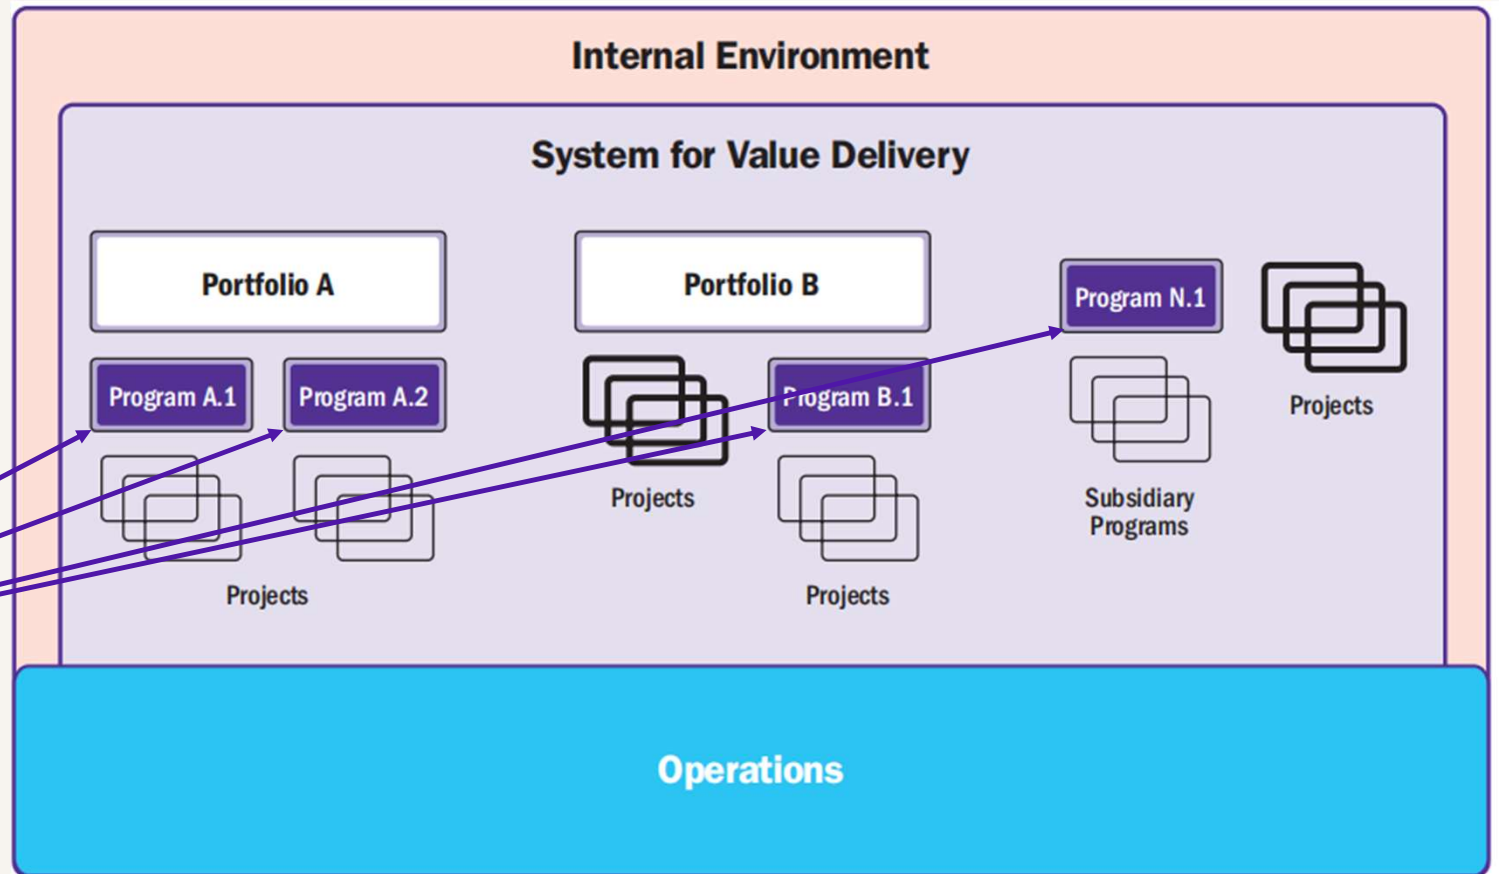 Internal Environment
System for Value Delivery
Portfolio A
Portfolio B
Program N.1
Program A.1
Program A.2
Program B.1
Projects
Projects
Subsidiary
Programs
Projects
Projects
Operations